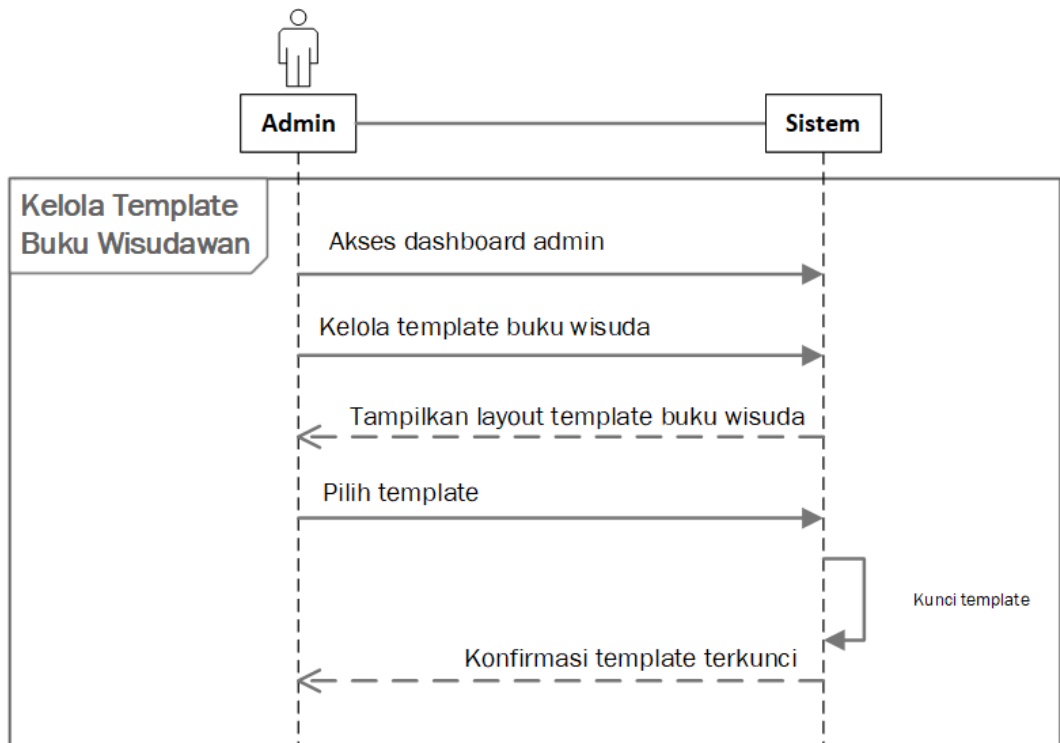 Admin
Sistem
Kelola Template
Buku Wisudawan
Akses dashboard admin
Kelola template buku wisuda
Tampilkan layout template buku wisuda
Pilih template
Kunci template
Konfirmasi template terkunci